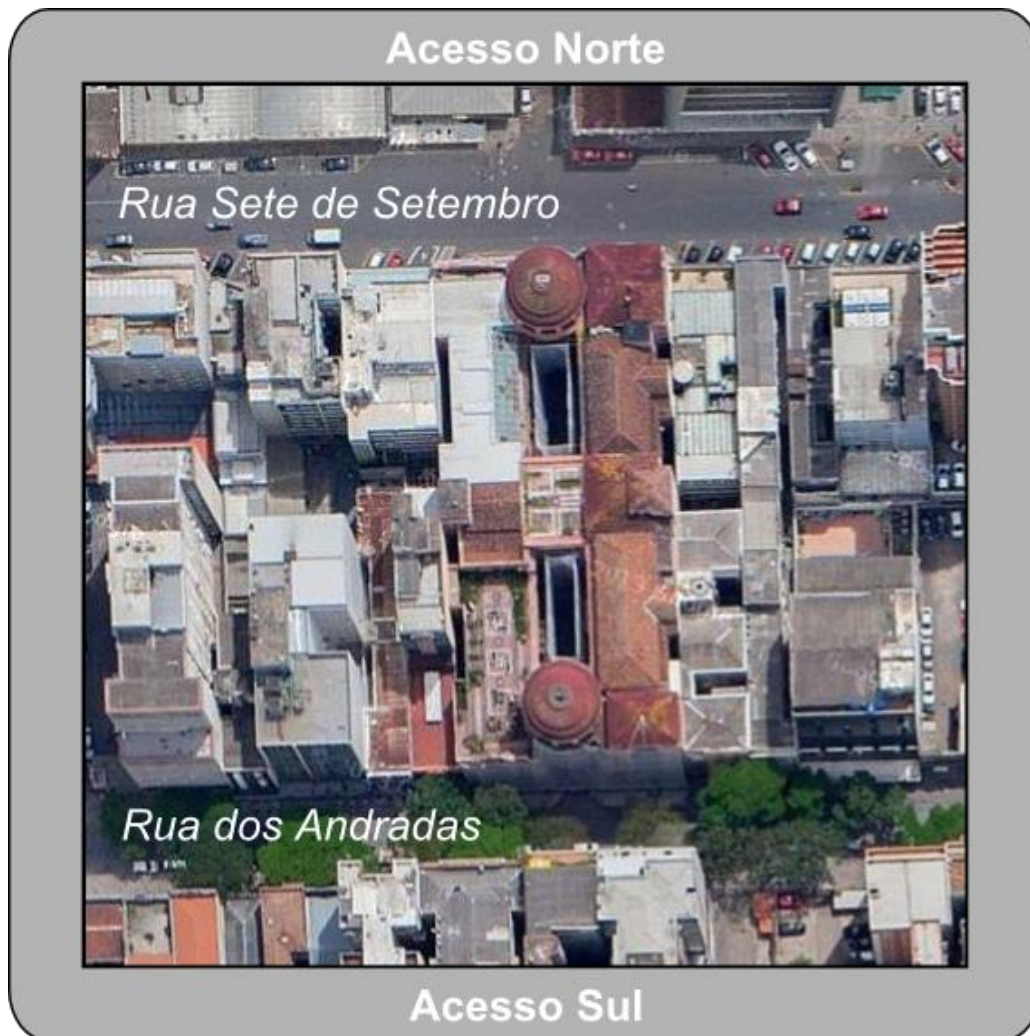 Acesso Norte
Rua Sete de Setembro
Rua dos Andradas
Acesso Sul